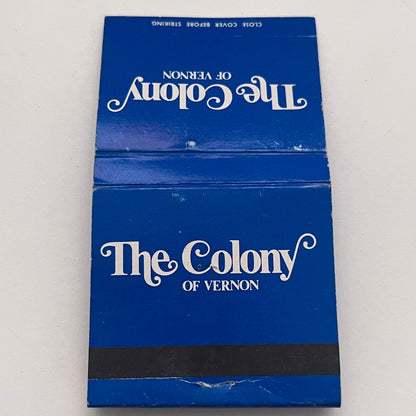 CLOSE COVER BEFORE STRIKING
The Colony
OF VERNON
The Colony
OF VERNON